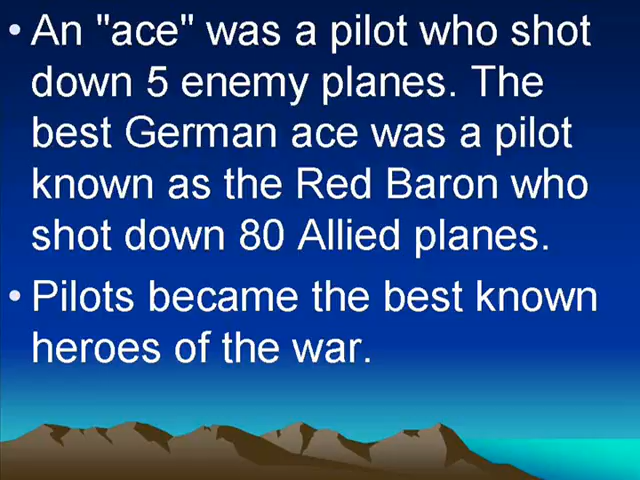 • An "ace" was a pilot who shot
down 5 enemy planes. The
best German ace was a pilot
known as the Red Baron who
shot down 80 Allied planes.
• Pilots became the best known
heroes of the war.